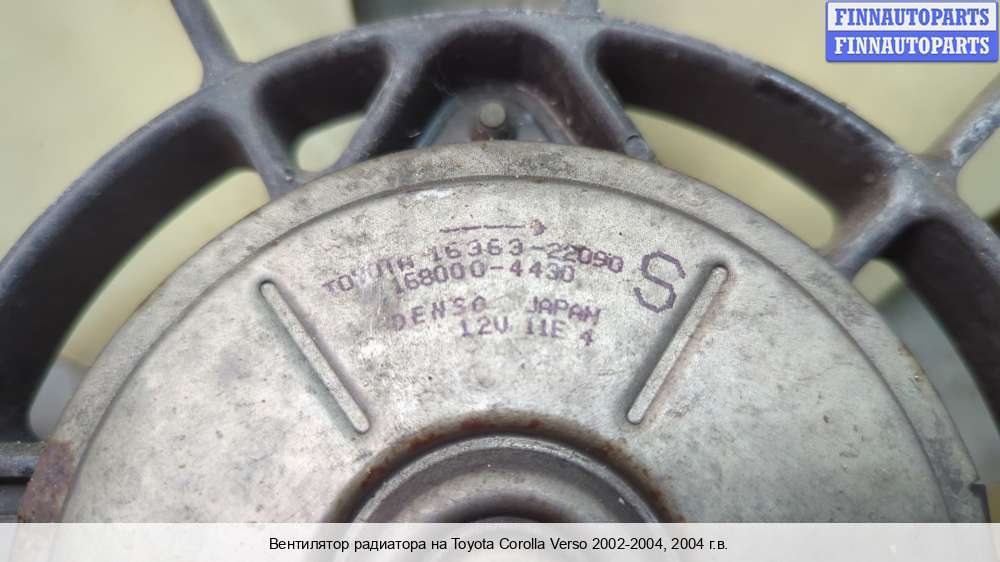 FINNAUTOPARTS
FINNAUTOPARTS
TOYOTA 16363-22090
168000-4430
S
DENSO JAPAN
12V 11E 4
Вентилятор радиатора на Toyota Corolla Verso 2002-2004, 2004 г.в.